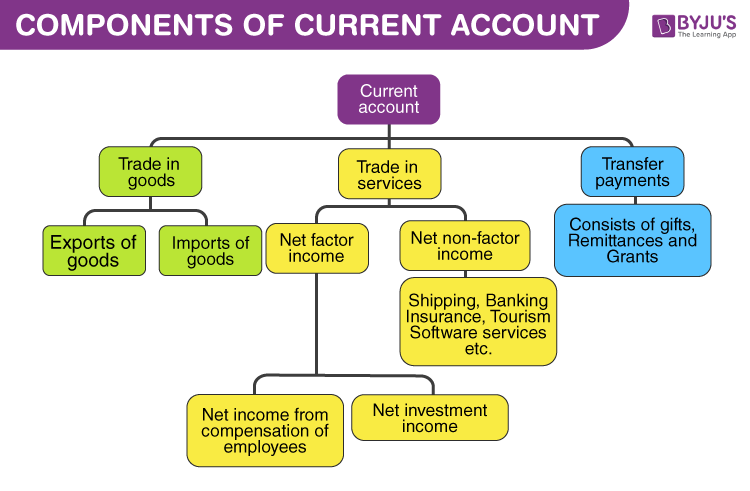 COMPONENTS OF CURRENT ACCOUNT
BYJU'S
The Learning App
Current
account
Trade in
goods
Trade in
services
Transfer
payments
Exports of
goods
Imports of
goods
Net factor
income
Net non-factor
income
Consists of gifts,
Remittances and
Grants
Shipping, Banking
Insurance, Tourism
Software services
etc.
Net income from
compensation of
employees
Net investment
income